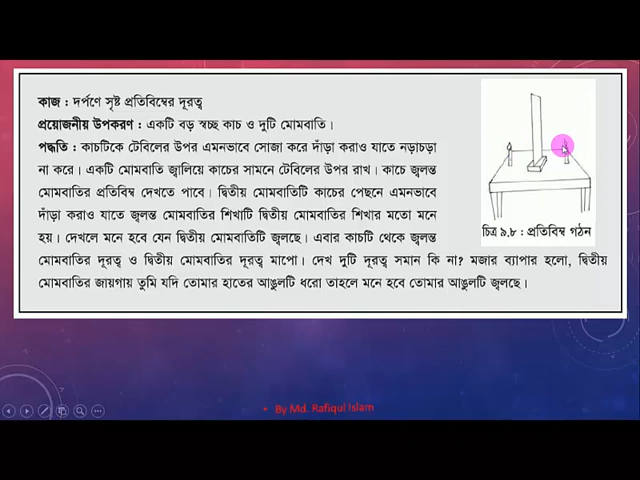 কাজ : দর্পণে সৃষ্ট প্রতিবিম্বের দূরত্ব
প্রয়োজনীয় উপকরণ : একটি বড় স্বচ্ছ কাচ ও দুটি মোমবাতি।
পদ্ধতি : কাচটিকে টেবিলের উপর এমনভাবে সোজা করে দাঁড়া করাও যাতে নড়াচড়া
না করে। একটি মোমবাতি জ্বালিয়ে কাচের সামনে টেবিলের উপর রাখ। কাচে জ্বলন্ত
মোমবাতির প্রতিবিম্ব দেখতে পাবে। দ্বিতীয় মোমবাতিটি কাচের পেছনে এমনভাবে
দাঁড়া করাও যাতে জ্বলন্ত মোমবাতির শিখাটি দ্বিতীয় মোমবাতির শিখার মতো মনে
হয়। দেখলে মনে হবে যেন দ্বিতীয় মোমবাতিটি জ্বলছে। এবার কাচটি থেকে জ্বলন্ত
মোমবাতির দূরত্ব ও দ্বিতীয় মোমবাতির দূরত্ব মাপো। দেখ দুটি দূরত্ব সমান কি না? মজার ব্যাপার হলো, দ্বিতীয়
মোমবাতির জায়গায় তুমি যদি তোমার হাতের আঙুলটি ধরো তাহলে মনে হবে তোমার আঙুলটি জ্বলছে।
চিত্র ৯.৮ : প্রতিবিম্ব গঠন
• By Md. Rafiqul Islam